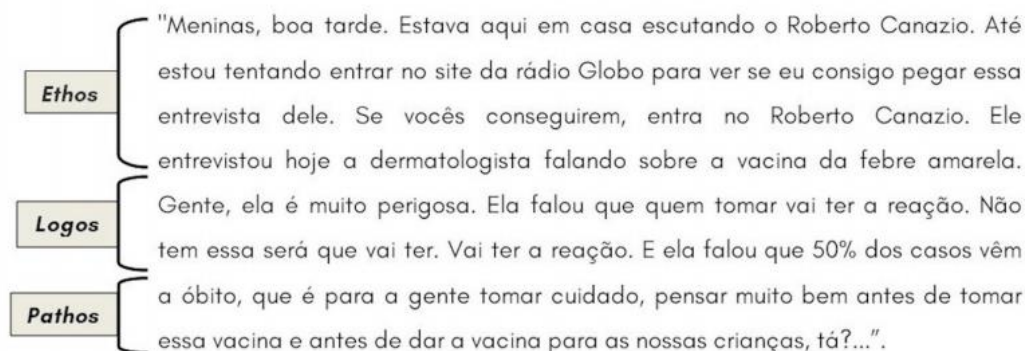 Ethos
"Meninas, boa tarde. Estava aqui em casa escutando o Roberto Canazio. Até
estou tentando entrar no site da rádio Globo para ver se eu consigo pegar essa
entrevista dele. Se vocês conseguirem, entra no Roberto Canazio. Ele
entrevistou hoje a dermatologista falando sobre a vacina da febre amarela.
Logos
Gente, ela é muito perigosa. Ela falou que quem tomar vai ter a reação. Não
tem essa será que vai ter. Vai ter a reação. E ela falou que 50% dos casos vêm
Pathos
a óbito, que é para a gente tomar cuidado, pensar muito bem antes de tomar
essa vacina e antes de dar a vacina para as nossas crianças, tá?...”.